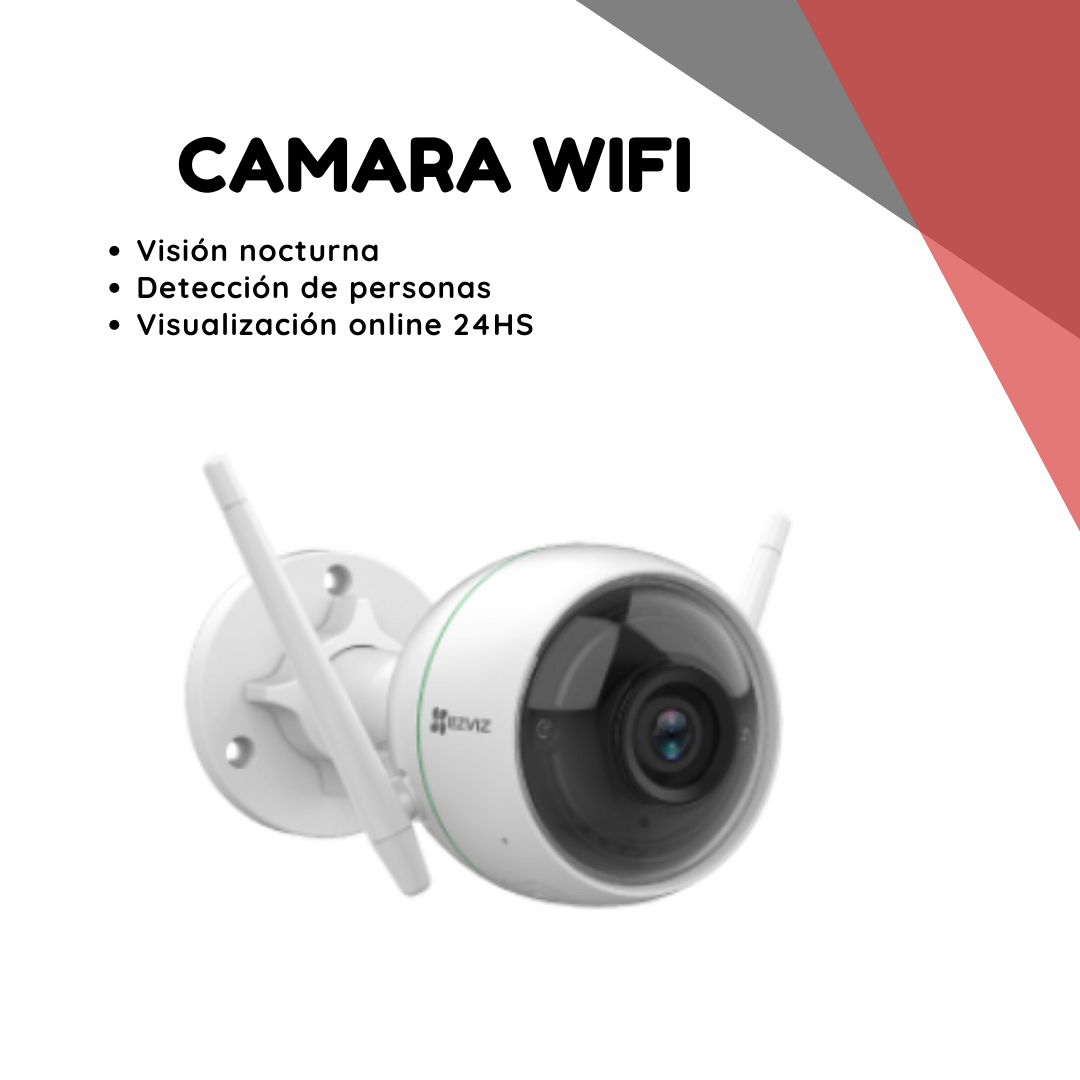 CAMARA WIFI
• Visión nocturna
• Detección de personas
• Visualización online 24HS
EZVIZ